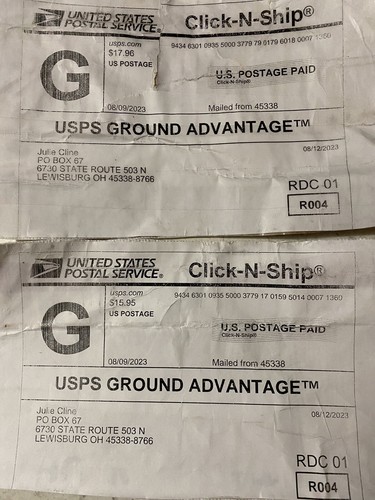 UNITED STATES
POSTAL SERVICE®
Click-N-Ship®
usps.com
$17.96
US POSTAGE
9434 6301 0935 5000 3779 79 0179 6018 0007 1360
G
U.S. POSTAGE PAID
Click-N-Ship®
08/09/2023
Mailed from 45338
USPS GROUND ADVANTAGE™
Julie Cline
PO BOX 67
6730 STATE ROUTE 503 N
LEWISBURG OH 45338-8766
08/12/2023
RDC 01
R004
UNITED STATES
POSTAL SERVICE®
Click-N-Ship®
usps.com
$15.95
US POSTAGE
9434 6301 0935 5000 3779 17 0159 5014 0007 1360
G
U.S. POSTAGE PAID
Click-N-Ship®
08/09/2023
Mailed from 45338
USPS GROUND ADVANTAGE™
Julie Cline
PO BOX 67
6730 STATE ROUTE 503 N
LEWISBURG OH 45338-8766
08/12/2023
RDC 01
R004